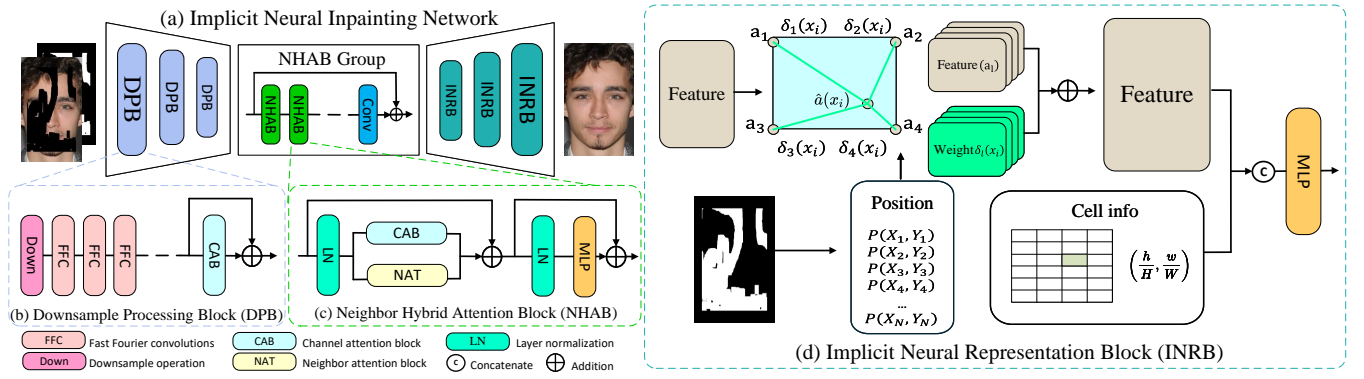 (a) Implicit Neural Inpainting Network
DPB
DPB
DPB
NHAB Group
NHAB
NHAB
Conv
INRB
INRB
INRB
Down
FFC
FFC
FFC
CAB
(b) Downsample Processing Block (DPB)
LN
CAB
NAT
LN
MLP
(c) Neighbor Hybrid Attention Block (NHAB)
FFC Fast Fourier convolutions
CAB Channel attention block
LN Layer normalization
Down Downsample operation
NAT Neighbor attention block
c Concatenate
Addition
Feature
δ₁(xᵢ) δ₂(xᵢ)
a₁ a₂
â(xᵢ)
a₃ a₄
δ₃(xᵢ) δ₄(xᵢ)
Feature(a₁)
Weight δₗ(xᵢ)
Feature
Position
P(X₁, Y₁)
P(X₂, Y₂)
P(X₃, Y₃)
P(X₄, Y₄)
...
P(X_N, Y_N)
Cell info
(h/H, w/W)
c
MLP
(d) Implicit Neural Representation Block (INRB)